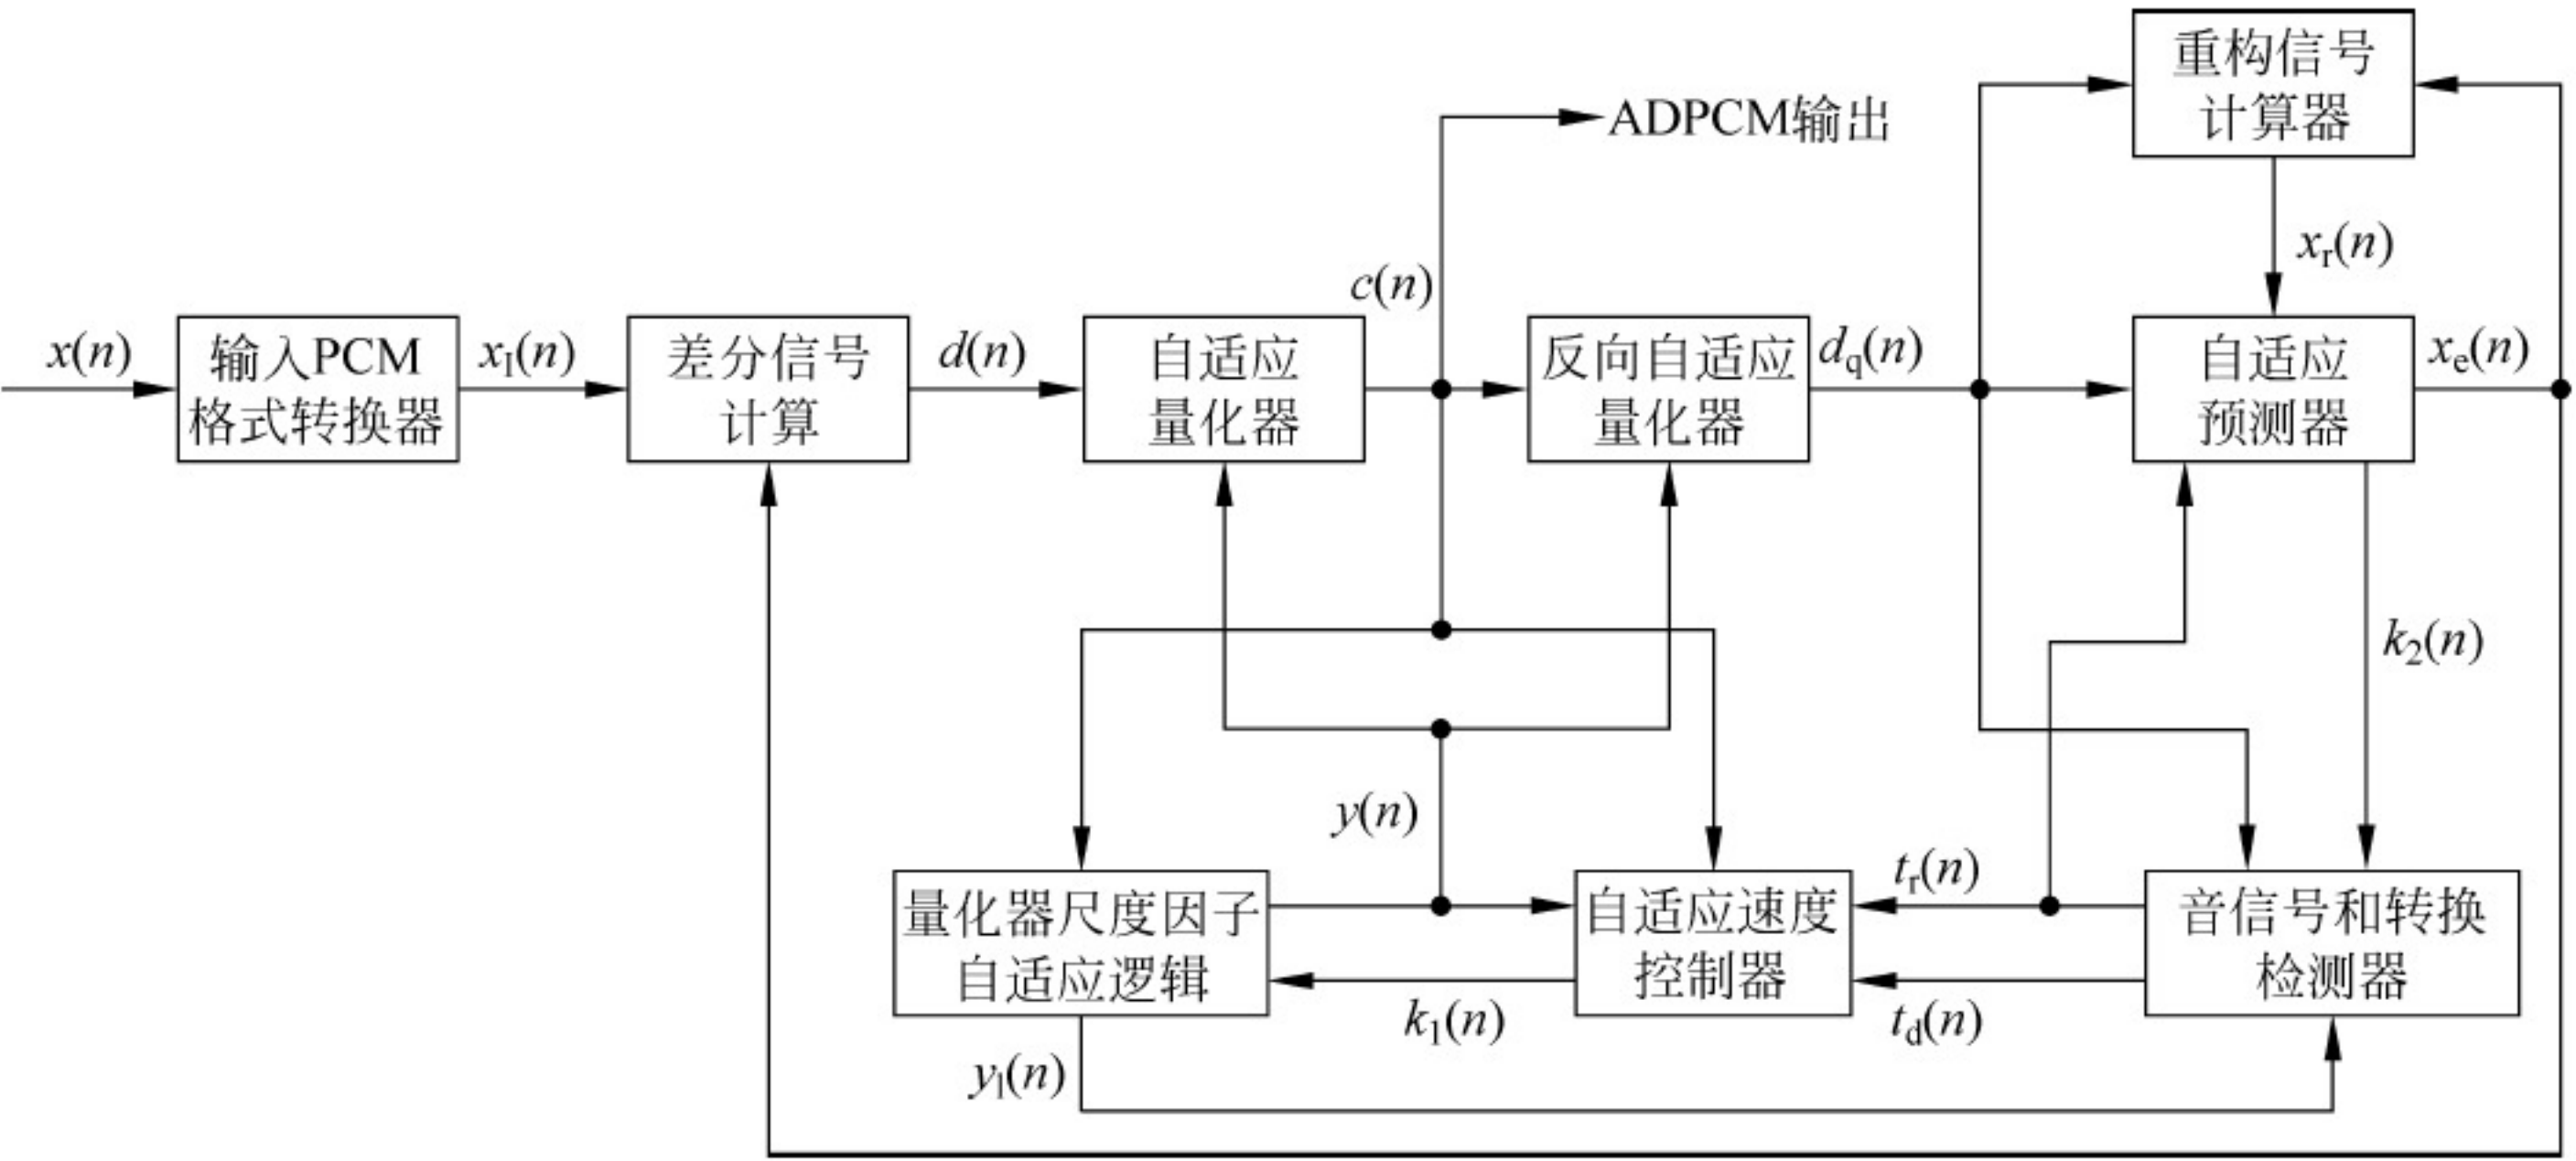 重构信号
计算器
ADPCM输出
xr(n)
c(n)
x(n)
输入PCM
格式转换器
xl(n)
差分信号
计算
d(n)
自适应
量化器
反向自适应
量化器
dq(n)
自适应
预测器
xe(n)
k2(n)
y(n)
量化器尺度因子
自适应逻辑
自适应速度
控制器
tr(n)
音信号和转换
检测器
k1(n)
td(n)
yl(n)